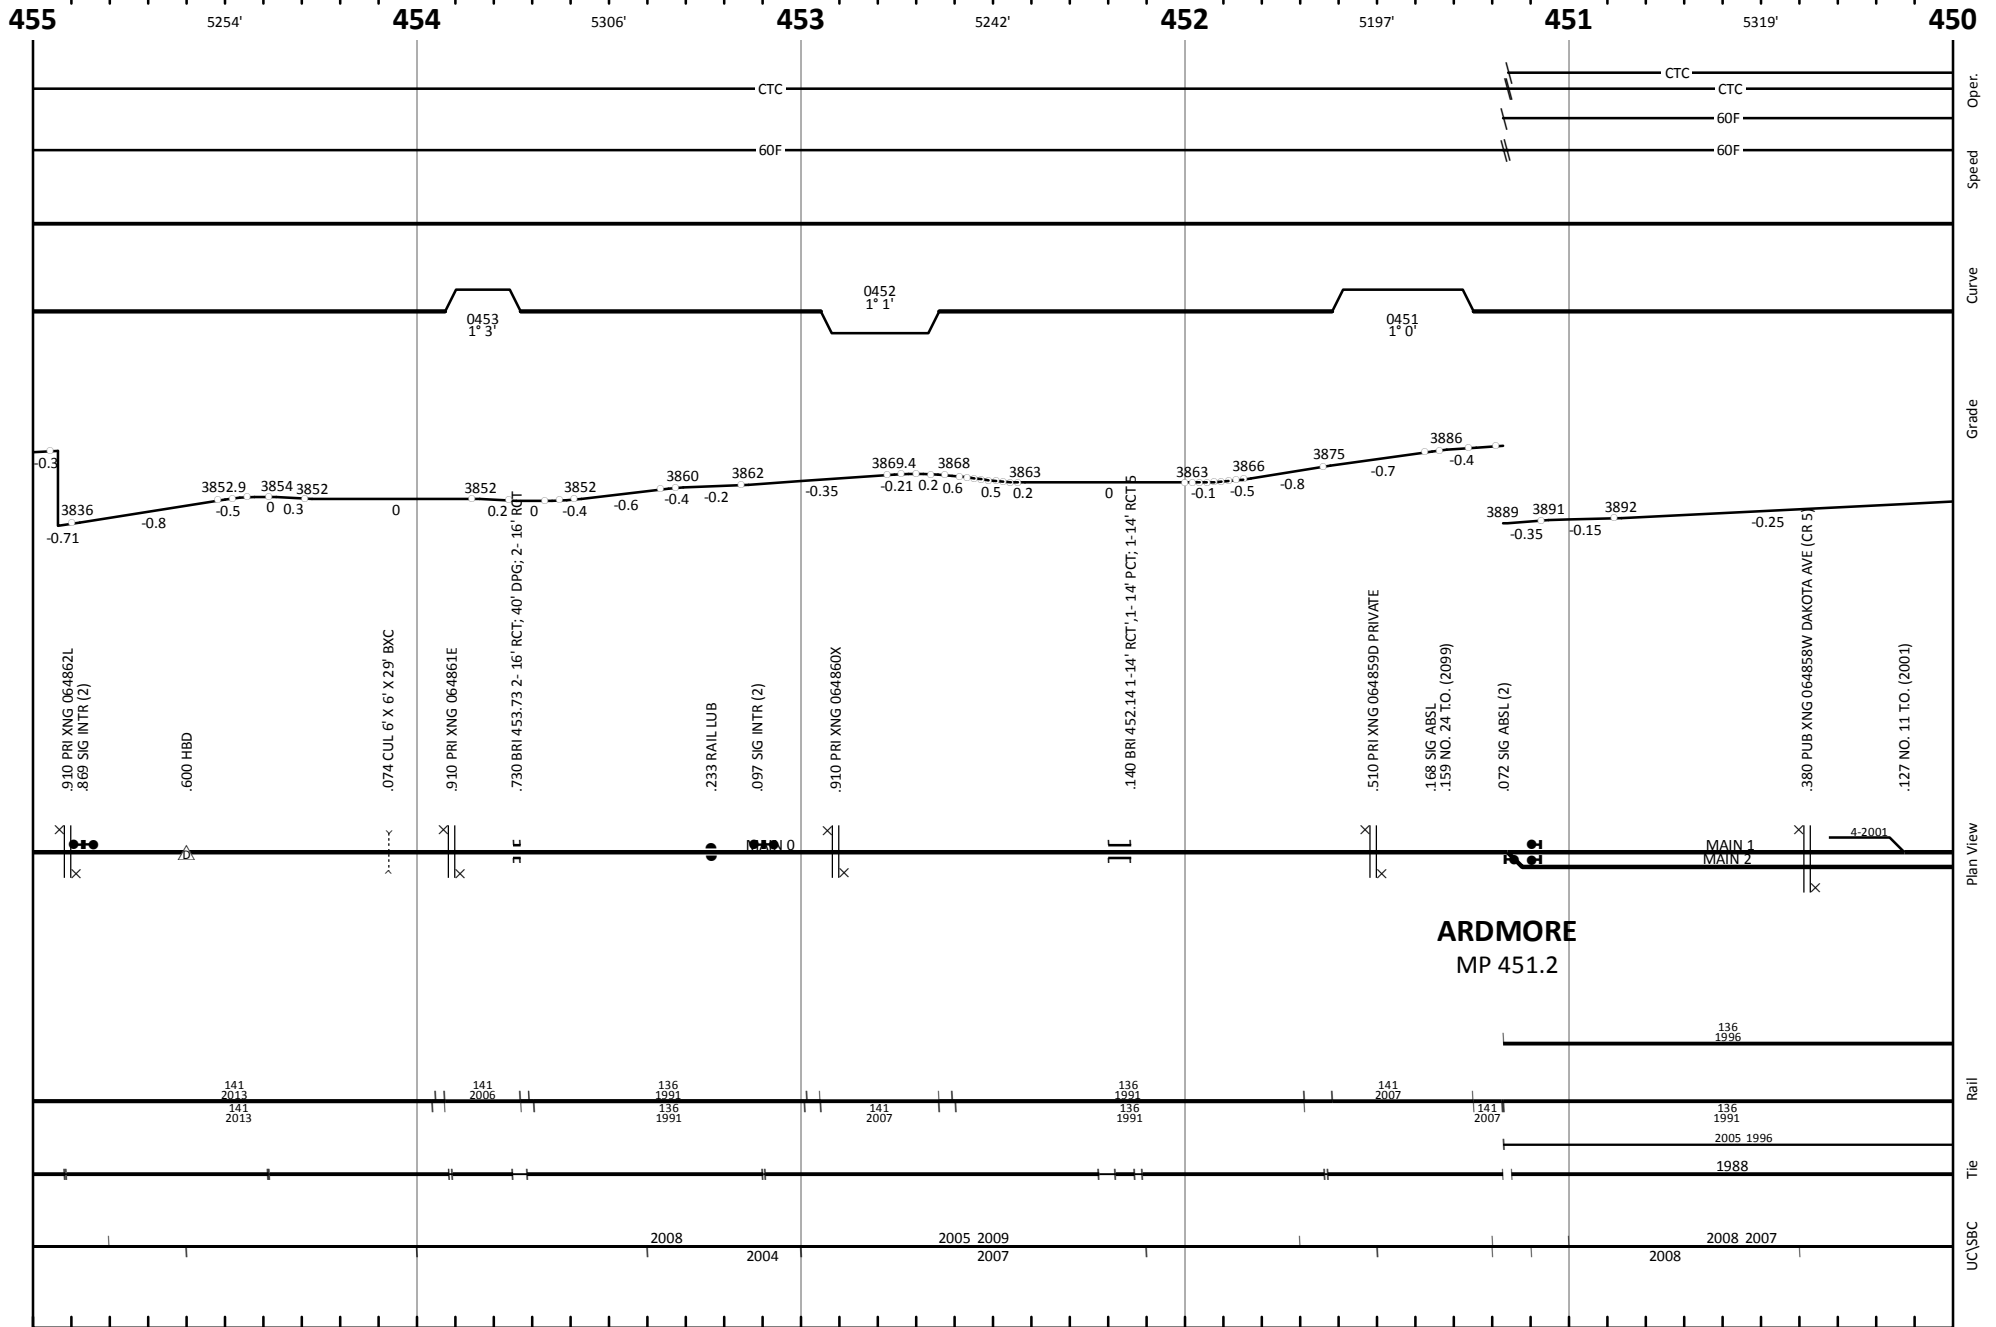 455 5254' 454 5306' 453 5242' 452 5197' 451 5319' 450
CTC
CTC CTC
60F
60F 60F
Oper.
Speed
0453
1° 3'
0452
1° 1'
0451
1° 0'
Curve
-0.3 3836 3852.9 3854 3852 3852 3852 3860 3862 3869.4 3868 3863 3863 3866 3875 3886 3889 3891 3892
-0.71 -0.8 -0.5 0 0.3 0 0.2 0 -0.4 -0.6 -0.4 -0.2 -0.35 -0.21 0.2 0.6 0.5 0.2 0 -0.1 -0.5 -0.8 -0.7 -0.4 -0.35 -0.15 -0.25
Grade
.910 PRI XNG 064862L
.869 SIG INTR (2)
.600 HBD
.074 CUL 6' X 6' X 29' BXC
.910 PRI XNG 064861E
.730 BRI 453.73 2- 16' RCT; 40' DPG; 2- 16' RCT
.233 RAIL LUB
.097 SIG INTR (2)
.910 PRI XNG 064860X
.140 BRI 452.14 1-14' RCT',1- 14' PCT; 1-14' RCT 5
.510 PRI XNG 064859D PRIVATE
.168 SIG ABSL
.159 NO. 24 T.O. (2099)
.072 SIG ABSL (2)
.380 PUB XNG 064858W DAKOTA AVE (CR 5)
.127 NO. 11 T.O. (2001)
D
MAIN 0
MAIN 1
MAIN 2
4-2001
Plan View
ARDMORE
MP 451.2
136
1996
141 141 136 136 141
2013 2006 1991 1991 2007
141 136 141 136 141 136
2013 1991 2007 1991 2007 1991
Rail
2005 1996
1988
Tie
2008 2005 2009 2008 2007
2004 2007 2008
UC\SBC